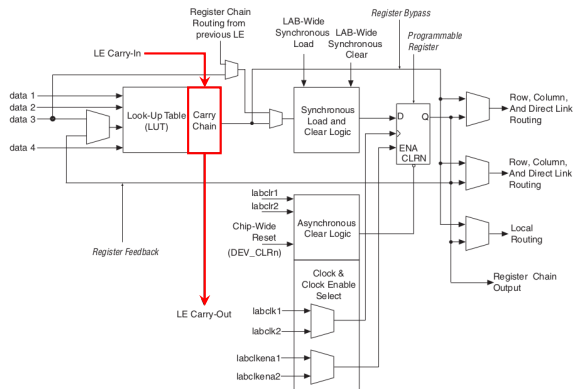 Register Chain
Routing from
previous LE
LAB-Wide
Synchronous
Load
LAB-Wide
Synchronous
Clear
Register Bypass
Programmable
Register
LE Carry-In
data 1
data 2
data 3
data 4
Look-Up Table
(LUT)
Carry
Chain
Synchronous
Load and
Clear Logic
D
Q
ENA
CLRN
Row, Column,
And Direct Link
Routing
Row, Column,
And Direct Link
Routing
Local
Routing
Register Chain
Output
Register Feedback
labclr1
labclr2
Chip-Wide
Reset
(DEV_CLRn)
Asynchronous
Clear Logic
Clock &
Clock Enable
Select
LE Carry-Out
labclk1
labclk2
labclkena1
labclkena2